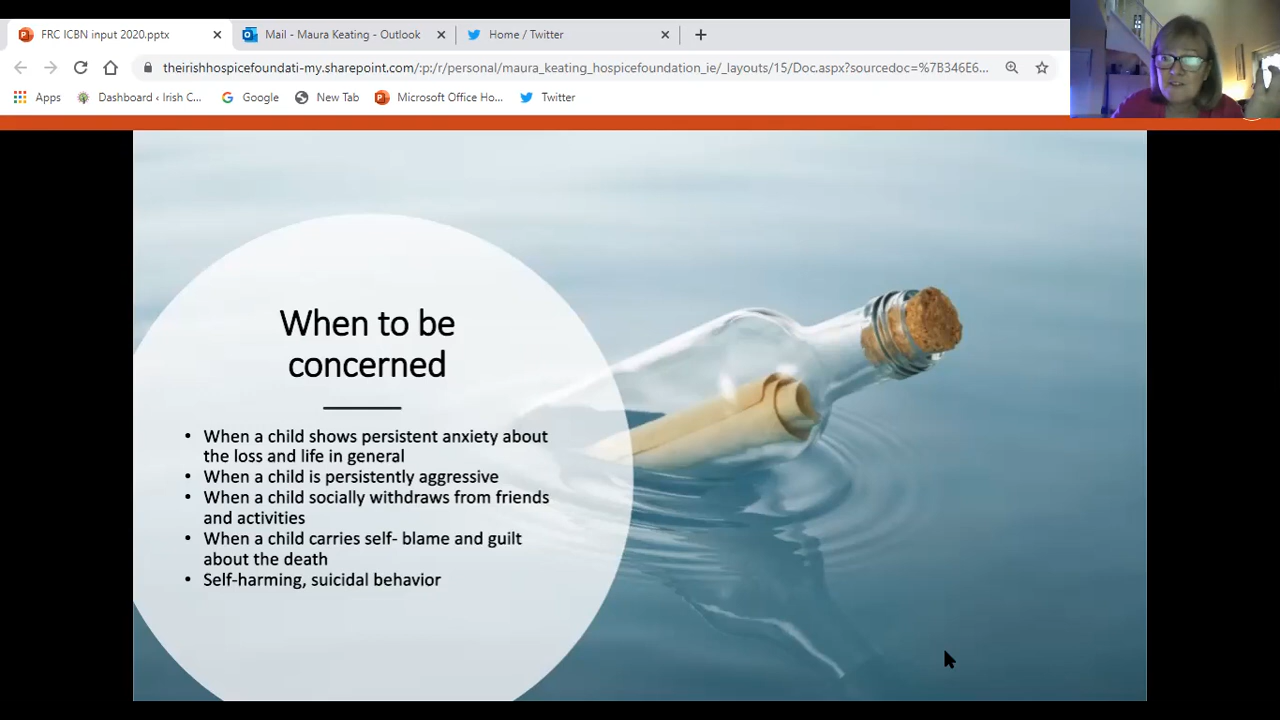 FRC ICBN input 2020.pptx
Mail - Maura Keating - Outlook
Home / Twitter
theirishhospicefoundati-my.sharepoint.com/:p:/r/personal/maura_keating_hospicefoundation_ie/_layouts/15/Doc.aspx?sourcedoc=%7B346E6...
Apps
Dashboard ‹ Irish C...
Google
New Tab
Microsoft Office Ho...
Twitter
When to be
concerned
• When a child shows persistent anxiety about
the loss and life in general
• When a child is persistently aggressive
• When a child socially withdraws from friends
and activities
• When a child carries self- blame and guilt
about the death
• Self-harming, suicidal behavior